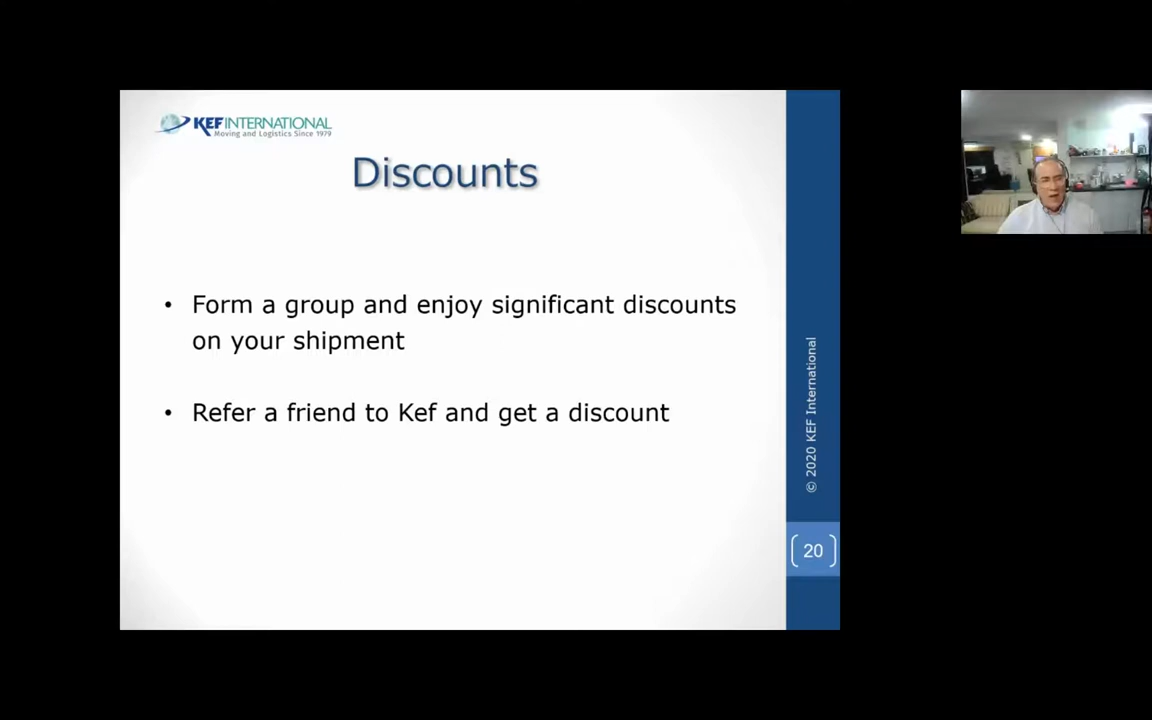 KEF INTERNATIONAL
Moving and Logistics Since 1979
Discounts
• Form a group and enjoy significant discounts
on your shipment
• Refer a friend to Kef and get a discount
© 2020 KEF International
20